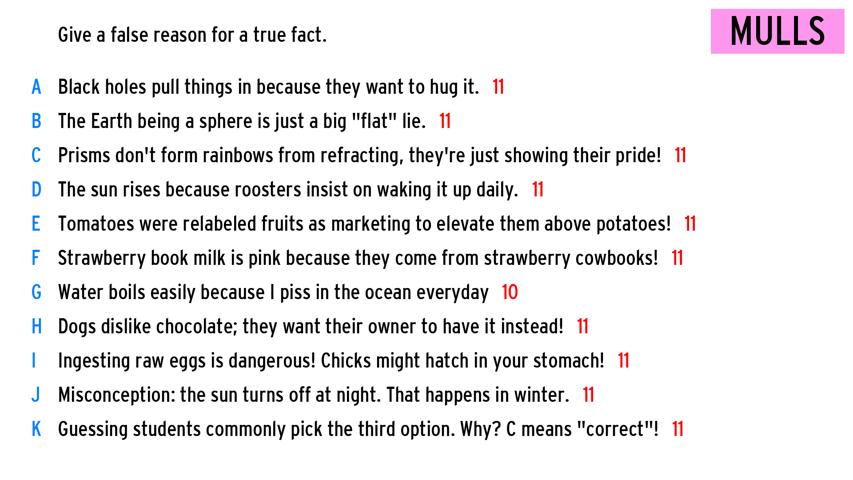 Give a false reason for a true fact.
MULLS
A Black holes pull things in because they want to hug it. 11
B The Earth being a sphere is just a big "flat" lie. 11
C Prisms don't form rainbows from refracting, they're just showing their pride! 11
D The sun rises because roosters insist on waking it up daily. 11
E Tomatoes were relabeled fruits as marketing to elevate them above potatoes! 11
F Strawberry book milk is pink because they come from strawberry cowbooks! 11
G Water boils easily because I piss in the ocean everyday 10
H Dogs dislike chocolate; they want their owner to have it instead! 11
I Ingesting raw eggs is dangerous! Chicks might hatch in your stomach! 11
J Misconception: the sun turns off at night. That happens in winter. 11
K Guessing students commonly pick the third option. Why? C means "correct"! 11